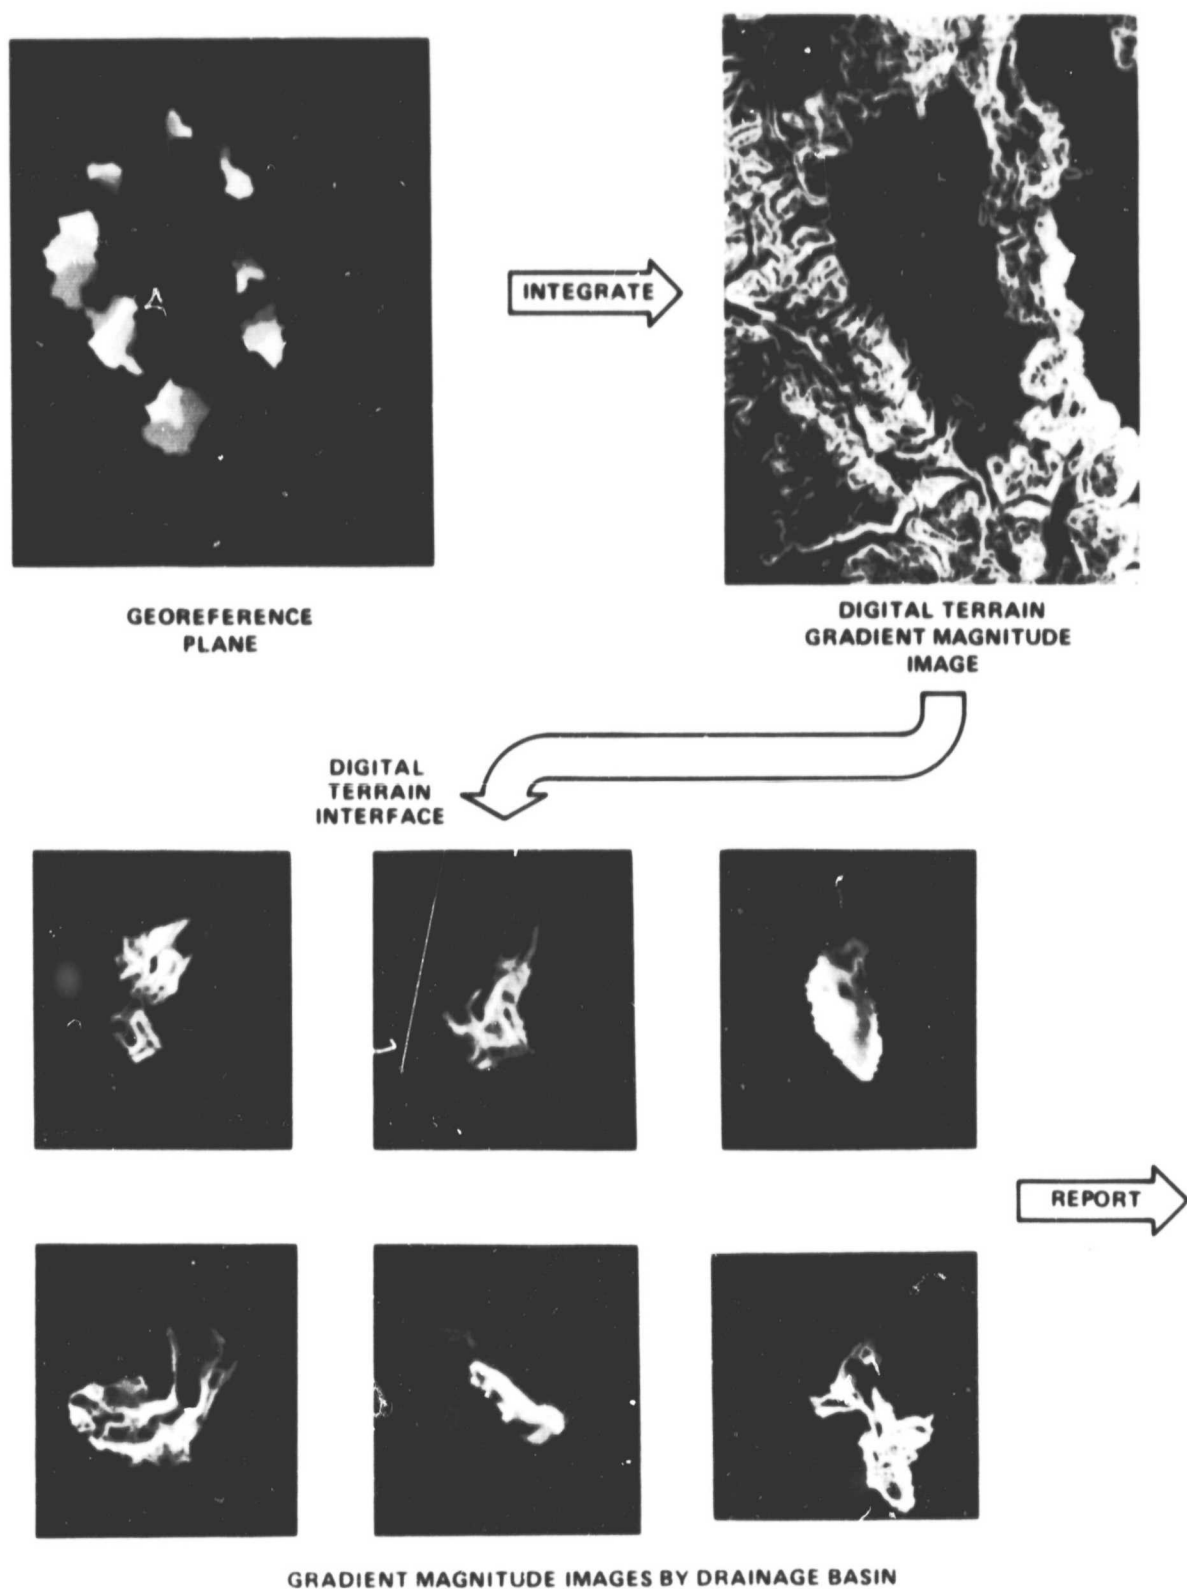 INTEGRATE
GEOREFERENCE
PLANE
DIGITAL TERRAIN
GRADIENT MAGNITUDE
IMAGE
DIGITAL
TERRAIN
INTERFACE
REPORT
GRADIENT MAGNITUDE IMAGES BY DRAINAGE BASIN